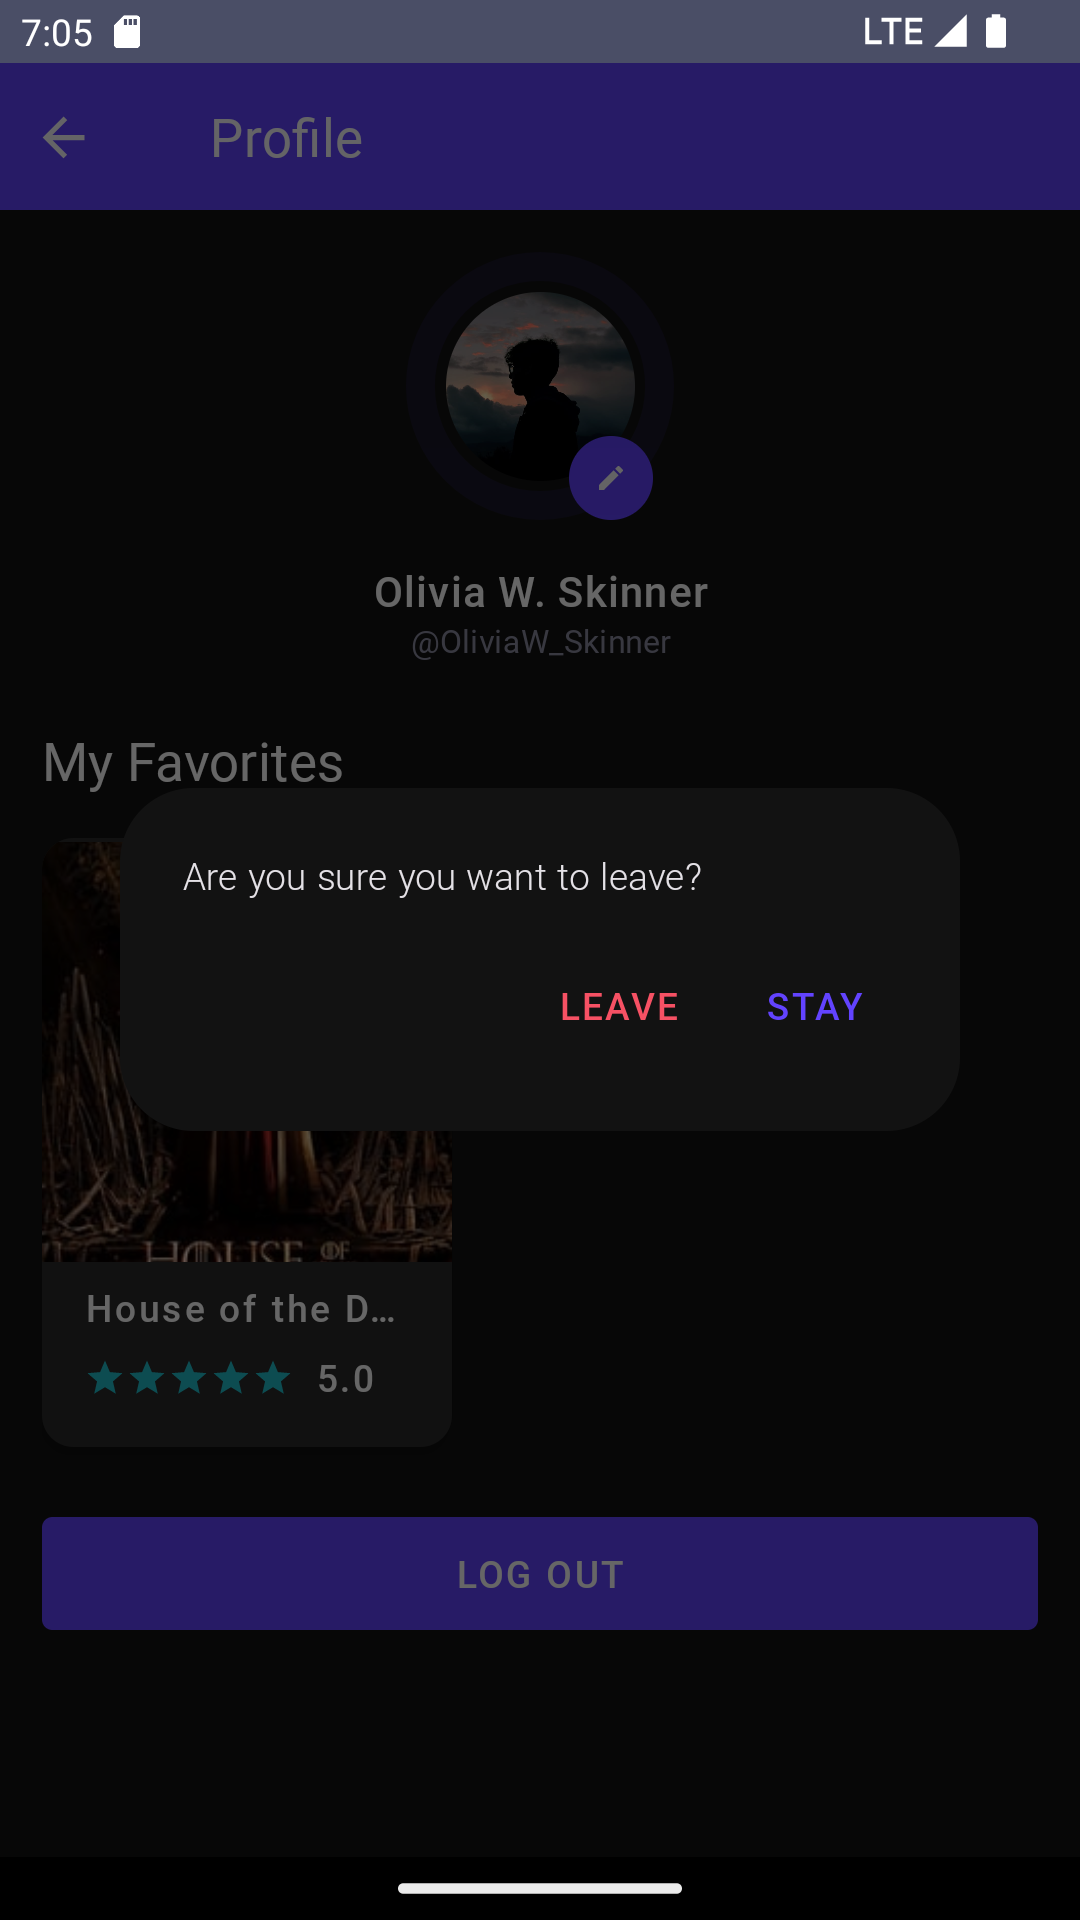 7:05 LTE
Profile
Olivia W. Skinner
@OliviaW_Skinner
My Favorites
Are you sure you want to leave?
LEAVE STAY
HOUSE OF
House of the D...
5.0
LOG OUT